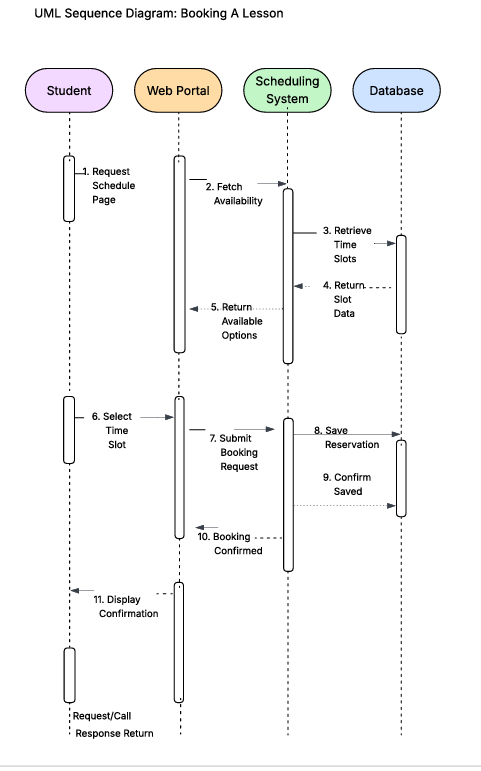 UML Sequence Diagram: Booking A Lesson
Student
Web Portal
Scheduling
System
Database
1. Request
Schedule
Page
2. Fetch
Availability
3. Retrieve
Time
Slots
4. Return
Slot
Data
5. Return
Available
Options
6. Select
Time
Slot
7. Submit
Booking
Request
8. Save
Reservation
9. Confirm
Saved
10. Booking
Confirmed
11. Display
Confirmation
Request/Call
Response Return